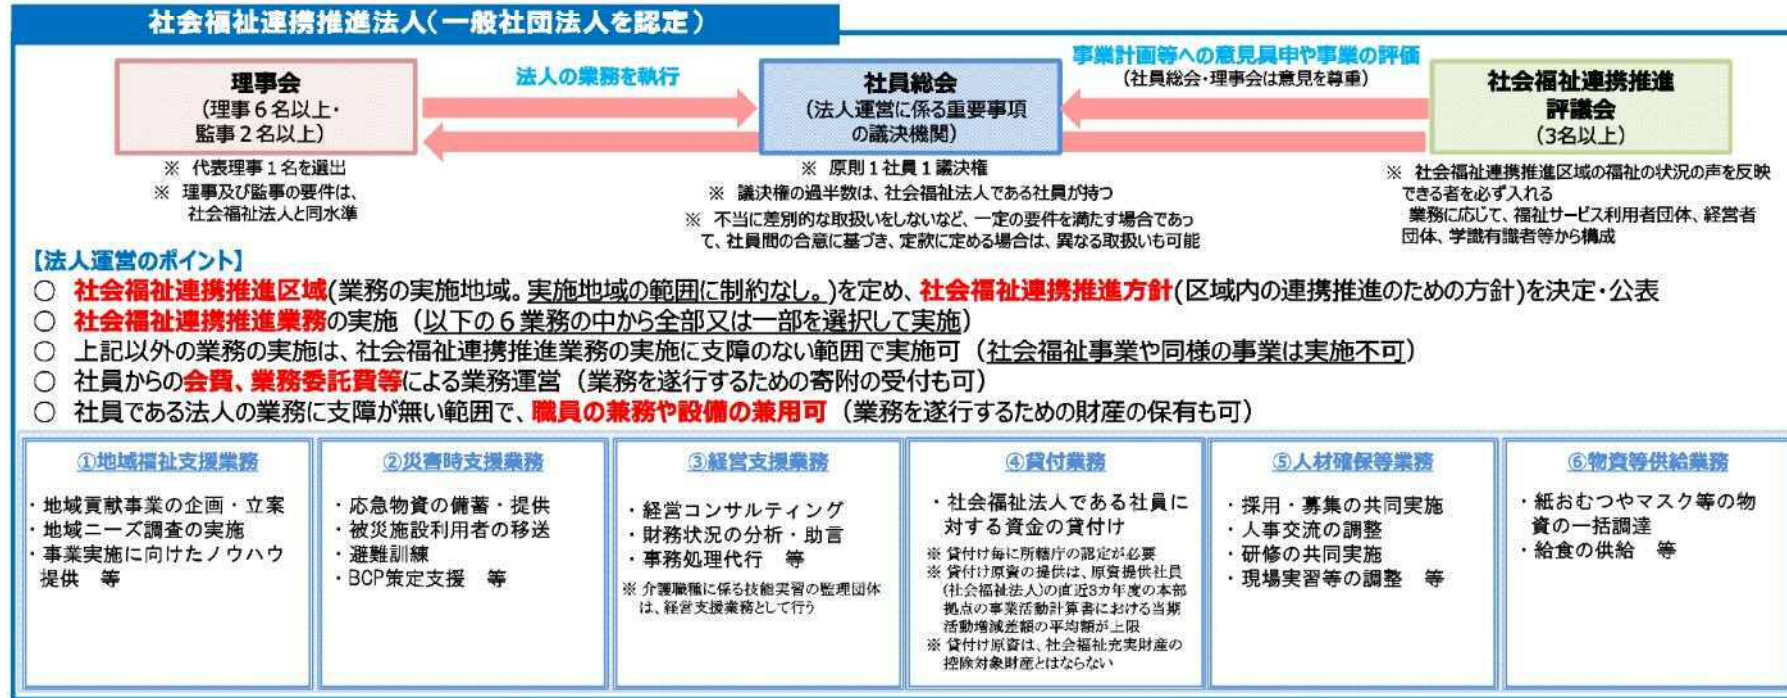 社会福祉連携推進法人(一般社団法人を認定)
理事会
(理事6名以上・
監事2名以上)
※ 代表理事1名を選出
※ 理事及び監事の要件は、
社会福祉法人と同水準
法人の業務を執行
社員総会
(法人運営に係る重要事項
の議決機関)
※ 原則1社員1議決権
※ 議決権の過半数は、社会福祉法人である社員が持つ
※ 不当に差別的な取扱いをしないなど、一定の要件を満たす場合であっ
て、社員間の合意に基づき、定款に定める場合は、異なる取扱いも可能
事業計画等への意見具申や事業の評価
(社員総会・理事会は意見を尊重)
社会福祉連携推進
評議会
(3名以上)
※ 社会福祉連携推進区域の福祉の状況の声を反映
できる者を必ず入れる
業務に応じて、福祉サービス利用者団体、経営者
団体、学識有識者等から構成
【法人運営のポイント】
○ 社会福祉連携推進区域(業務の実施地域。実施地域の範囲に制約なし。)を定め、社会福祉連携推進方針(区域内の連携推進のための方針)を決定・公表
○ 社会福祉連携推進業務の実施(以下の6業務の中から全部又は一部を選択して実施)
○ 上記以外の業務の実施は、社会福祉連携推進業務の実施に支障のない範囲で実施可(社会福祉事業や同様の事業は実施不可)
○ 社員からの会費、業務委託費等による業務運営(業務を遂行するための寄附の受付も可)
○ 社員である法人の業務に支障が無い範囲で、職員の兼務や設備の兼用可(業務を遂行するための財産の保有も可)
①地域福祉支援業務
・地域貢献事業の企画・立案
・地域ニーズ調査の実施
・事業実施に向けたノウハウ
提供 等
②災害時支援業務
・応急物資の備蓄・提供
・被災施設利用者の移送
・避難訓練
・BCP策定支援 等
③経営支援業務
・経営コンサルティング
・財務状況の分析・助言
・事務処理代行 等
※ 介護職種に係る技能実習の監理団体
は、経営支援業務として行う
④貸付業務
・社会福祉法人である社員に
対する資金の貸付け
※ 貸付け毎に所轄庁の認定が必要
※ 貸付け原資の提供は、原資提供社員
(社会福祉法人)の直近3カ年度の本部
拠点の事業活動計算書における当期
活動増減差額の平均額が上限
※ 貸付け原資は、社会福祉充実財産の
控除対象財産とはならない
⑤人材確保等業務
・採用・募集の共同実施
・人事交流の調整
・研修の共同実施
・現場実習等の調整 等
⑥物資等供給業務
・紙おむつやマスク等の物
資の一括調達
・給食の供給 等